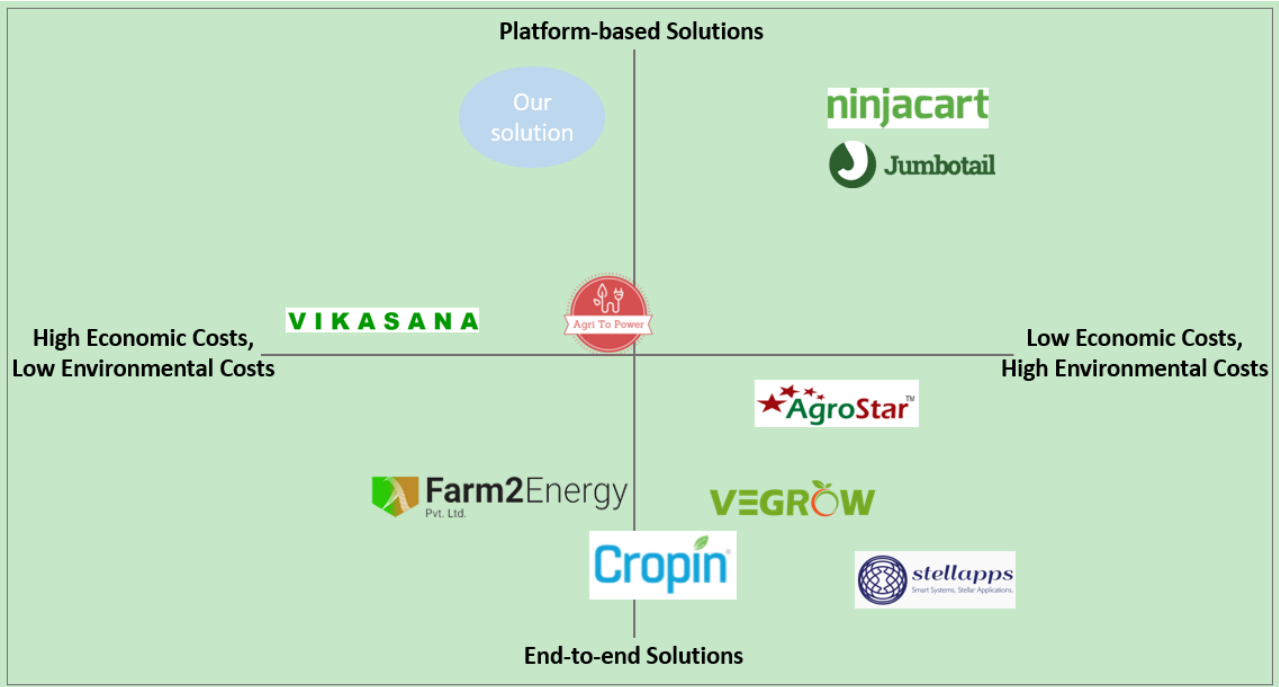 Platform-based Solutions
Our
solution
ninjacart
Jumbotail
VIKASANA
Agri To Power
High Economic Costs,
Low Environmental Costs
Low Economic Costs,
High Environmental Costs
AgroStar™
Farm2Energy
Pvt. Ltd.
VEGROW
Cropin®
stellapps
Smart Systems, Stellar Applications.
End-to-end Solutions